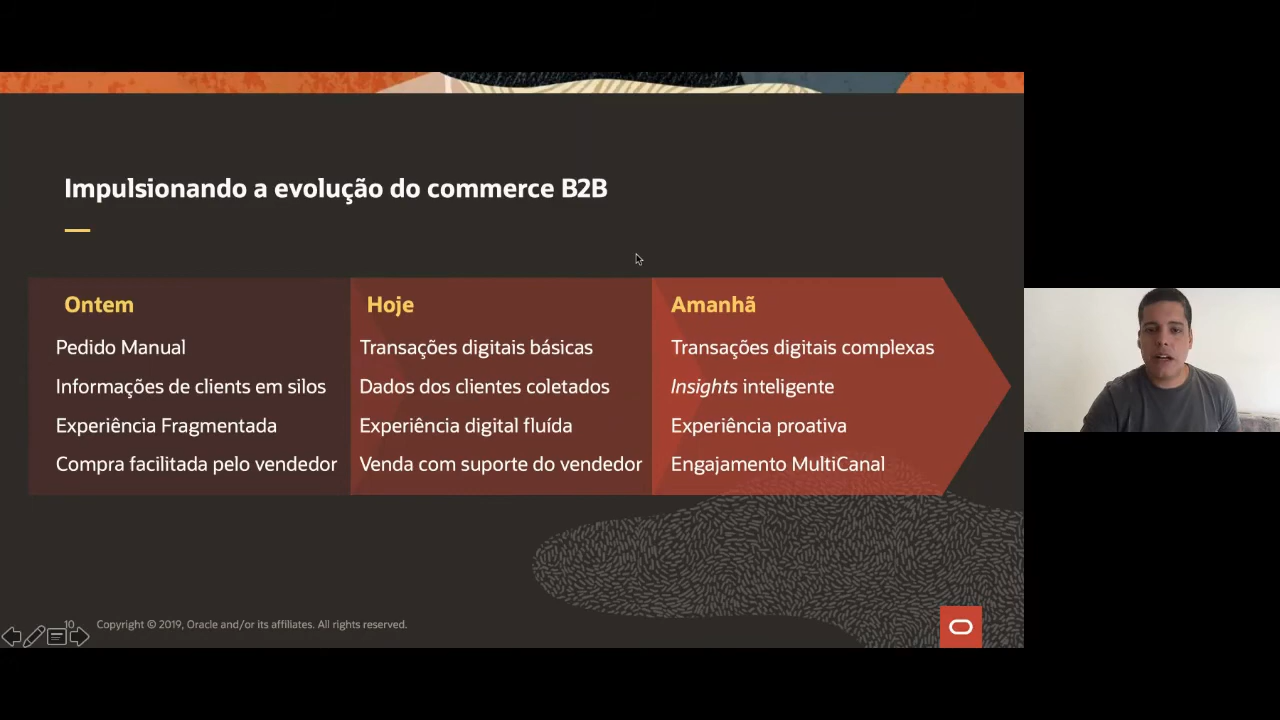 Impulsionando a evolução do commerce B2B
Ontem
Pedido Manual
Informações de clients em silos
Experiência Fragmentada
Compra facilitada pelo vendedor
Hoje
Transações digitais básicas
Dados dos clientes coletados
Experiência digital fluída
Venda com suporte do vendedor
Amanhã
Transações digitais complexas
Insights inteligente
Experiência proativa
Engajamento MultiCanal
10 Copyright © 2019, Oracle and/or its affiliates. All rights reserved.